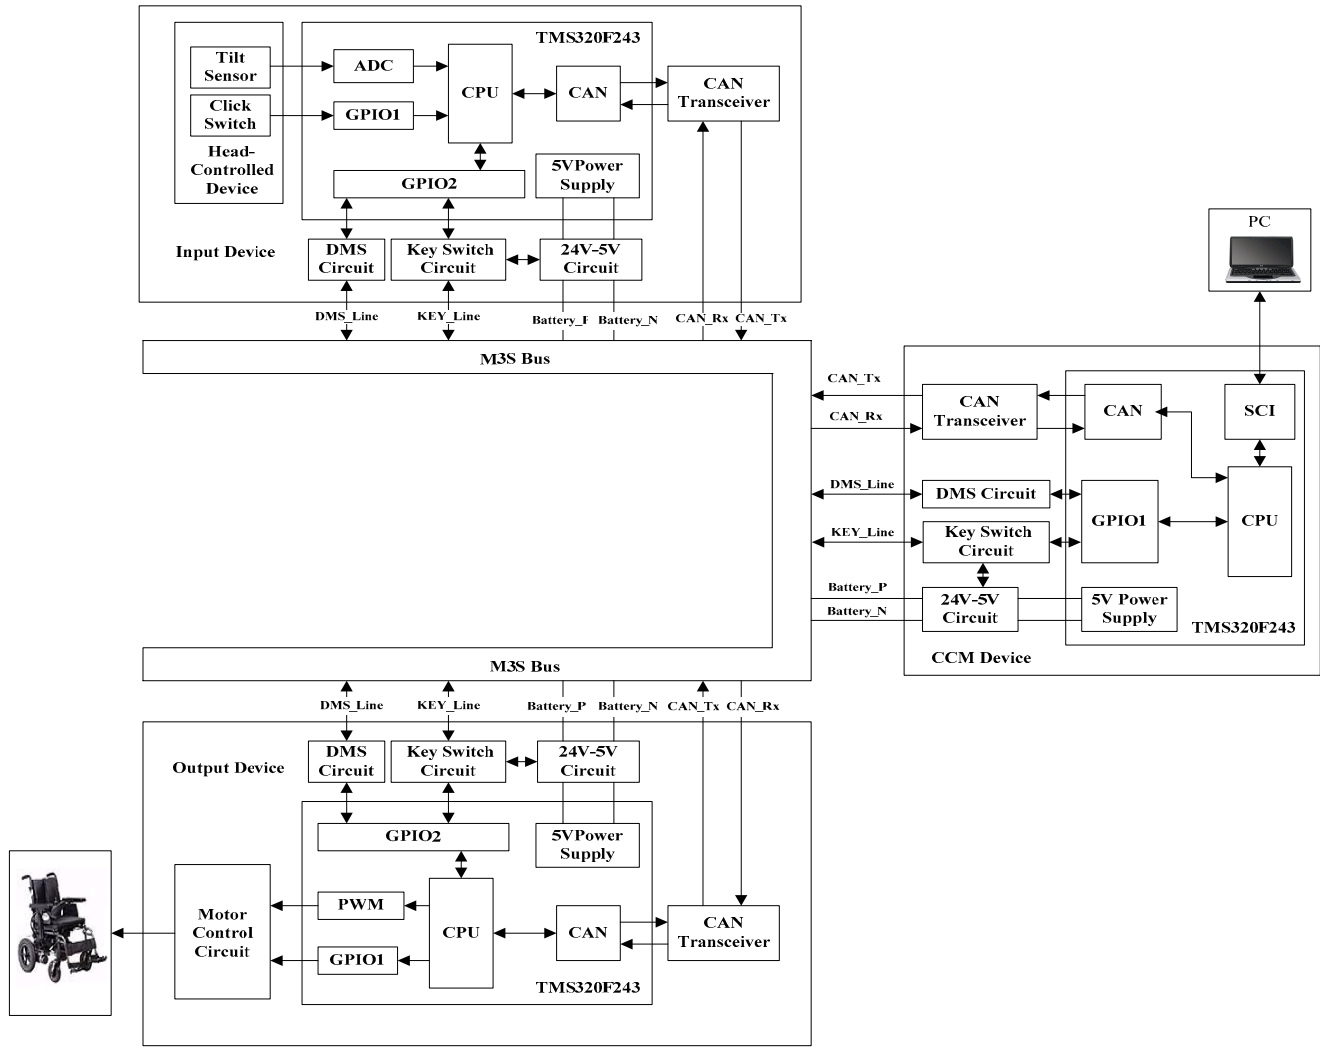 TMS320F243
Tilt
Sensor
ADC
CPU
CAN
CAN
Transceiver
Click
Switch
GPIO1
Head-
Controlled
Device
GPIO2
5VPower
Supply
Input Device
DMS
Circuit
Key Switch
Circuit
24V-5V
Circuit
DMS_Line
KEY_Line
Battery_P
Battery_N
CAN_Rx
CAN_Tx
M3S Bus
PC
CAN_Tx
CAN
Transceiver
CAN
SCI
CAN_Rx
DMS_Line
DMS Circuit
GPIO1
CPU
KEY_Line
Key Switch
Circuit
Battery_P
Battery_N
24V-5V
Circuit
5V Power
Supply
TMS320F243
CCM Device
M3S Bus
DMS_Line
KEY_Line
Battery_P
Battery_N
CAN_Tx
CAN_Rx
Output Device
DMS
Circuit
Key Switch
Circuit
24V-5V
Circuit
GPIO2
5VPower
Supply
Motor
Control
Circuit
PWM
GPIO1
CPU
CAN
CAN
Transceiver
TMS320F243